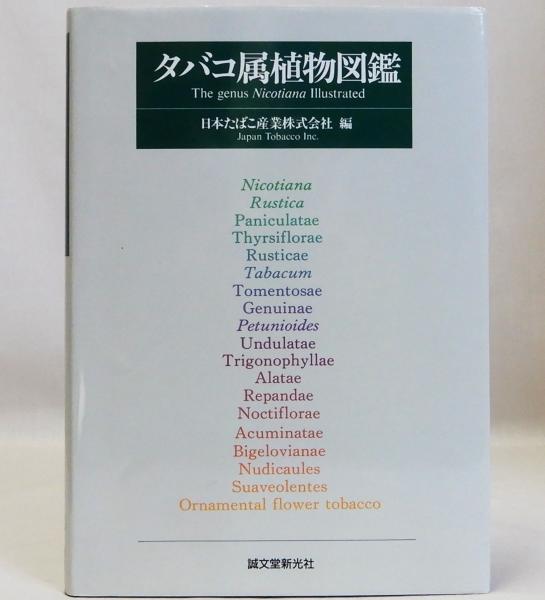 タバコ属植物図鑑
The genus Nicotiana Illustrated
日本たばこ産業株式会社 編
Japan Tobacco Inc.
Nicotiana
Rustica
Paniculatae
Thyrsiflorae
Rusticae
Tabacum
Tomentosae
Genuinae
Petunioides
Undulatae
Trigonophyllae
Alatae
Repandae
Noctiflorae
Acuminatae
Bigelovianae
Nudicaules
Suaveolentes
Ornamental flower tobacco
誠文堂新光社